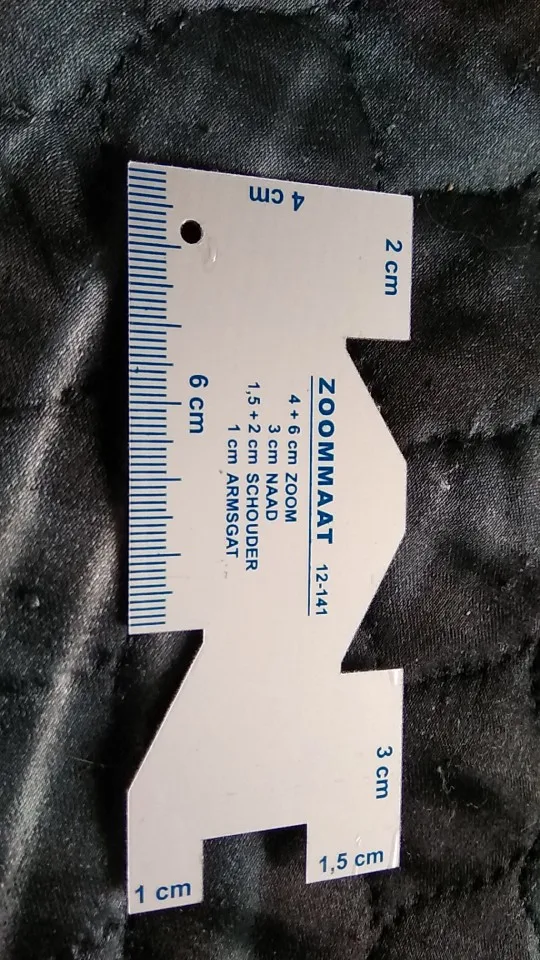 4 cm
2 cm
6 cm
ZOOMMAAT 12-141
4 + 6 cm ZOOM
3 cm NAAD
1,5 + 2 cm SCHOUDER
1 cm ARMSGAT
3 cm
1,5 cm
1 cm